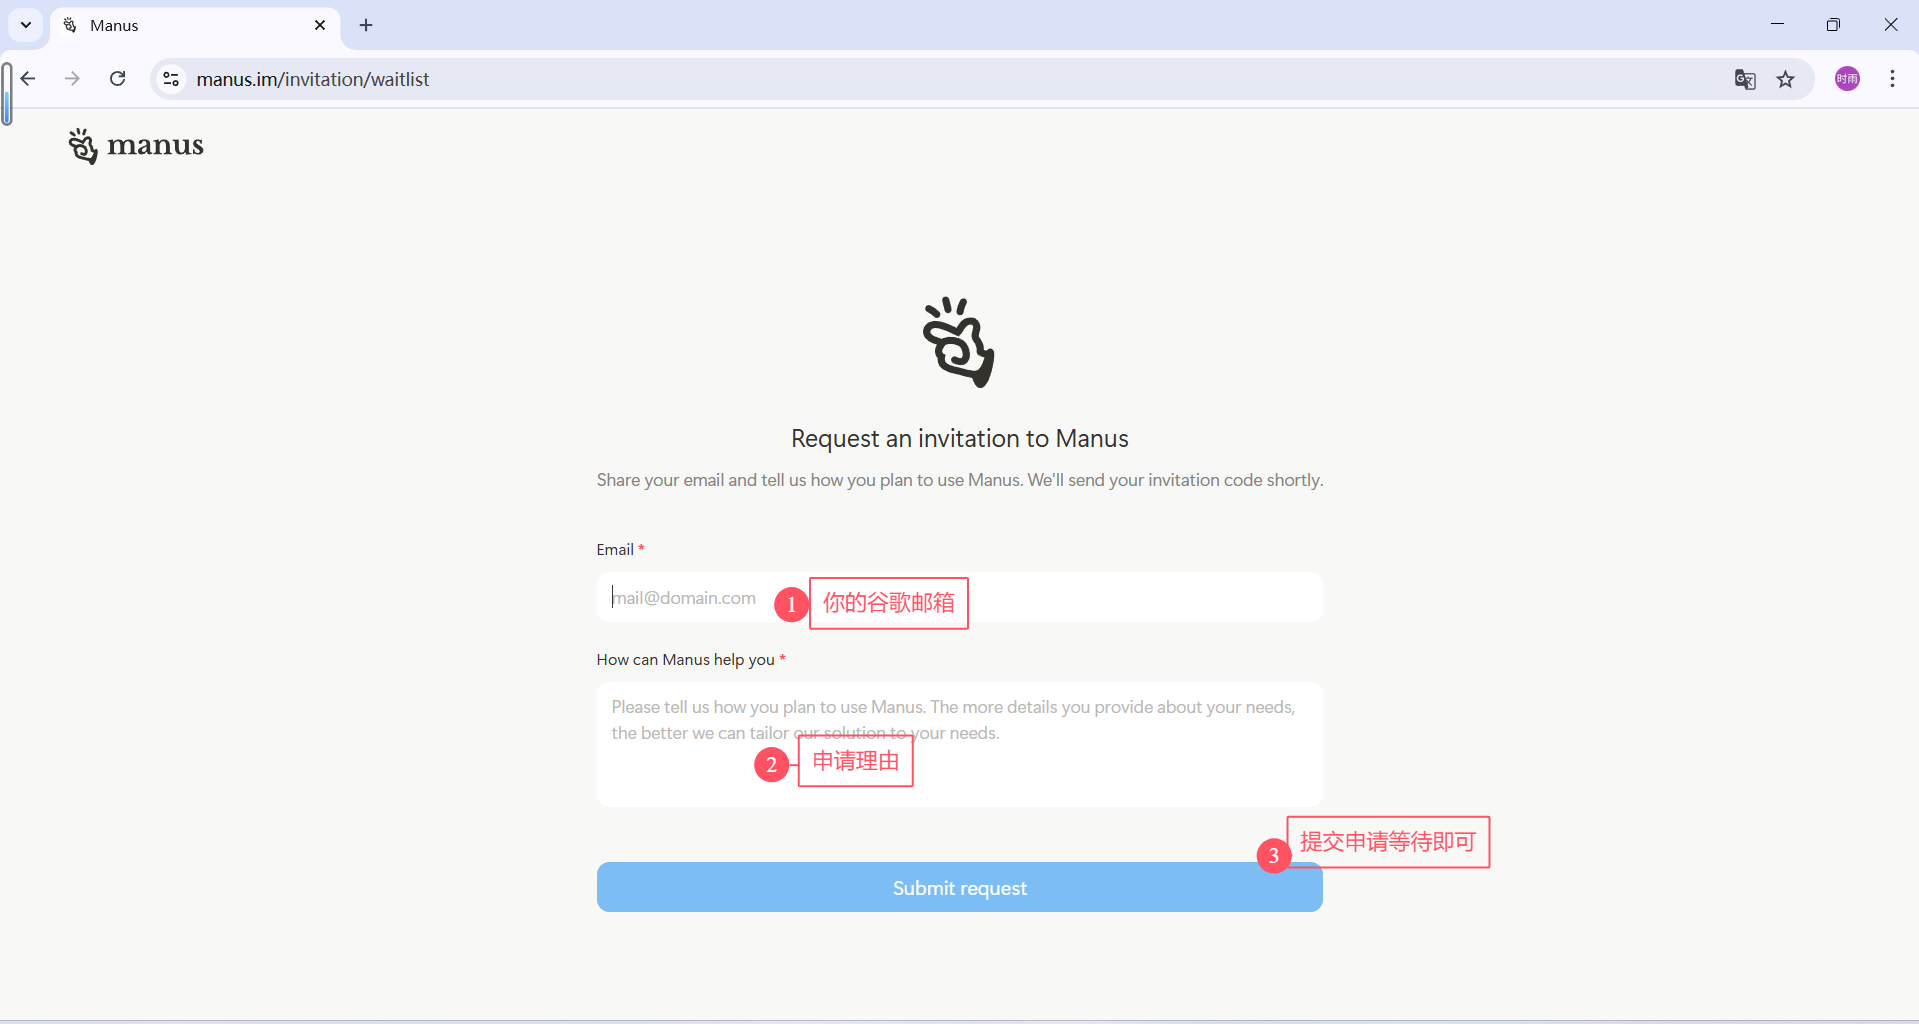 Manus
manus.im/invitation/waitlist
时雨
manus
Request an invitation to Manus
Share your email and tell us how you plan to use Manus. We'll send your invitation code shortly.
Email *
mail@domain.com
1 你的谷歌邮箱
How can Manus help you *
Please tell us how you plan to use Manus. The more details you provide about your needs,
the better we can tailor our solution to your needs.
2 申请理由
3 提交申请等待即可
Submit request